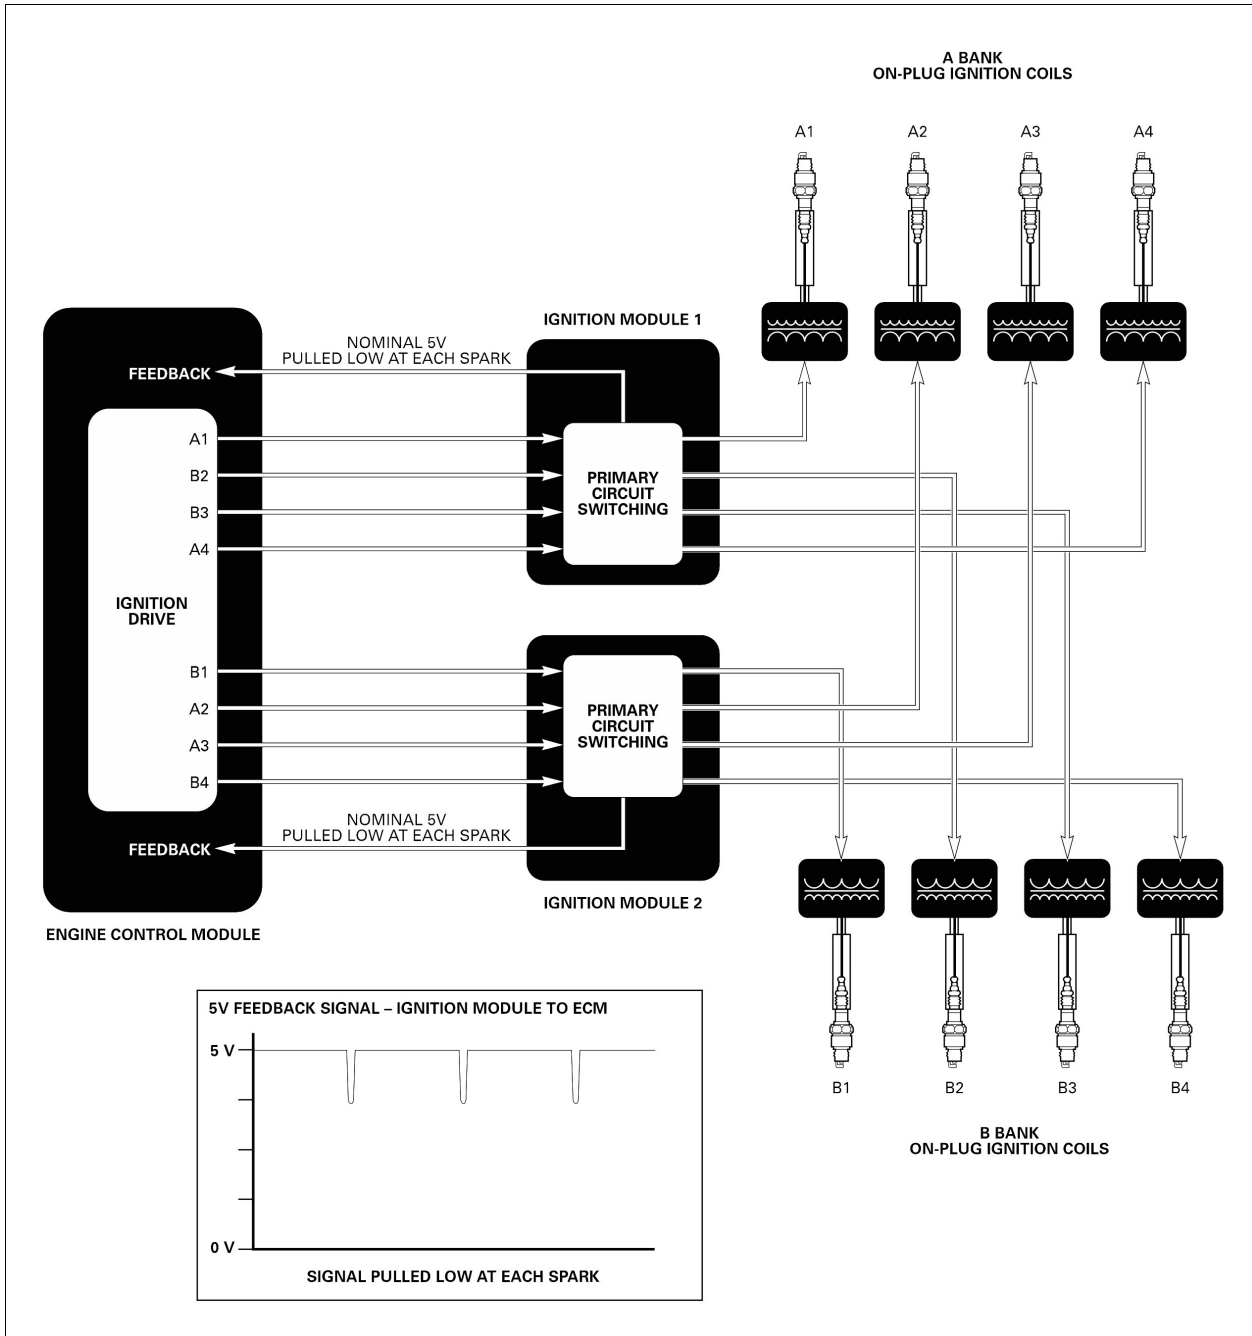 A BANK
ON-PLUG IGNITION COILS
A1
A2
A3
A4
IGNITION MODULE 1
NOMINAL 5V
PULLED LOW AT EACH SPARK
FEEDBACK
A1
B2
B3
A4
PRIMARY
CIRCUIT
SWITCHING
IGNITION
DRIVE
B1
A2
A3
B4
PRIMARY
CIRCUIT
SWITCHING
NOMINAL 5V
PULLED LOW AT EACH SPARK
FEEDBACK
IGNITION MODULE 2
ENGINE CONTROL MODULE
B1
B2
B3
B4
B BANK
ON-PLUG IGNITION COILS
5V FEEDBACK SIGNAL – IGNITION MODULE TO ECM
5 V
0 V
SIGNAL PULLED LOW AT EACH SPARK